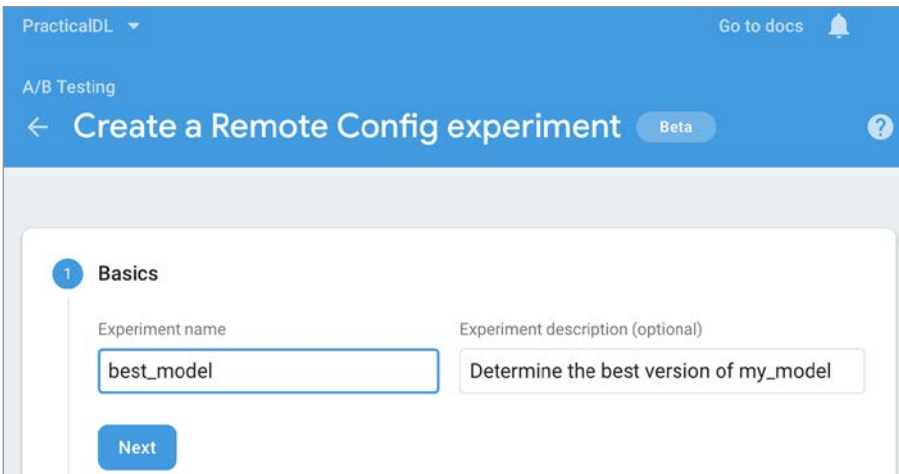 PracticalDL
Go to docs
A/B Testing
← Create a Remote Config experiment Beta ?
1 Basics
Experiment name
Experiment description (optional)
best_model
Determine the best version of my_model
Next